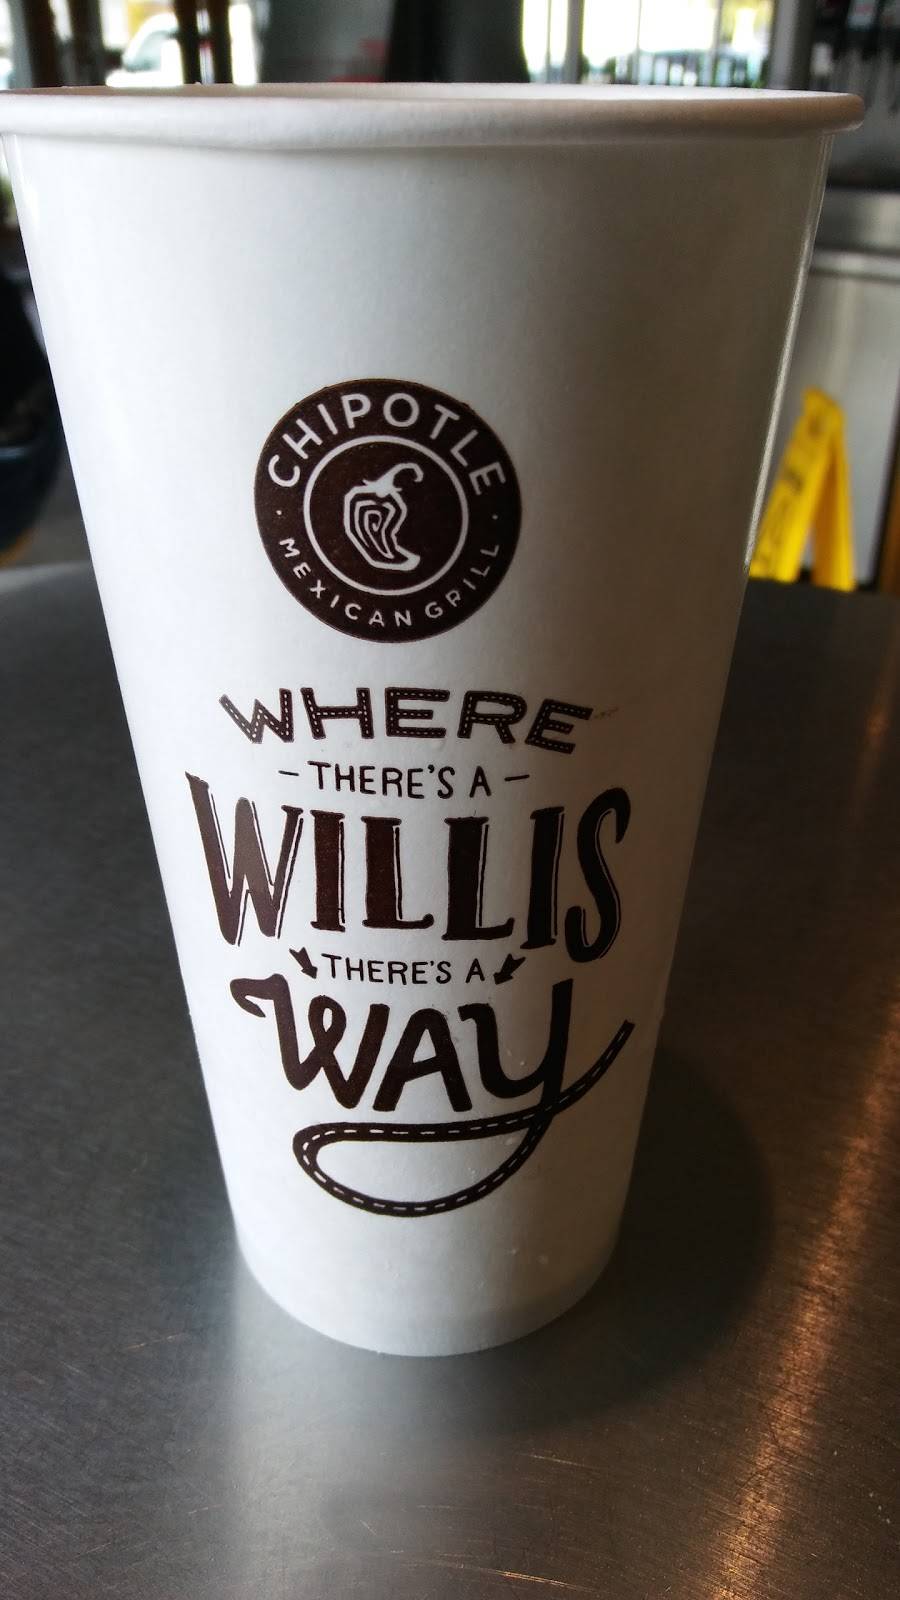 CHIPOTLE
MEXICAN GRILL
WHERE
THERE'S A
WILLIS
THERE'S A
WAY